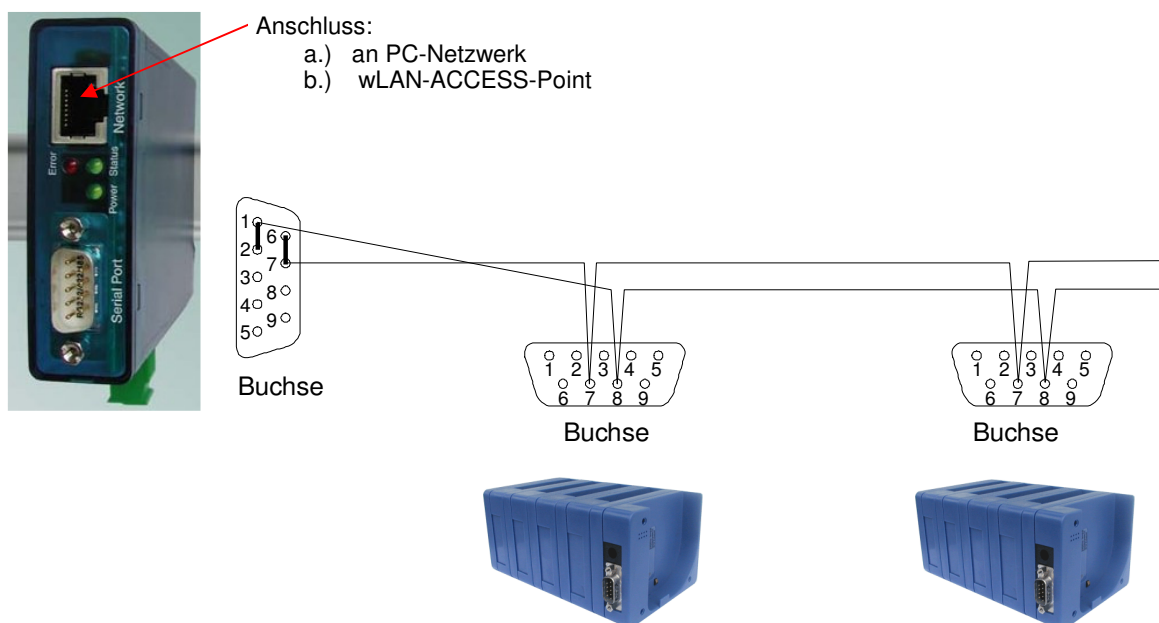 Anschluss:
a.) an PC-Netzwerk
b.) wLAN-ACCESS-Point
Network
Error
Status
Power
Serial Port
1
6
2
7
3
8
4
9
5
Buchse
1 2 3 4 5
6 7 8 9
Buchse
1 2 3 4 5
6 7 8 9
Buchse